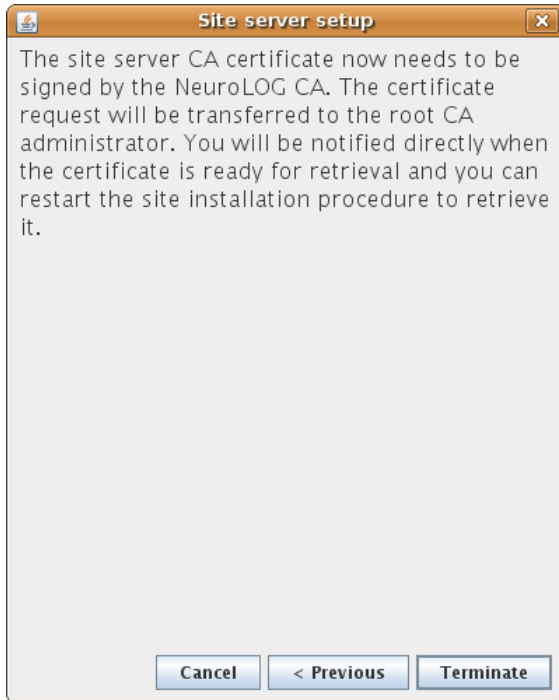 Site server setup
The site server CA certificate now needs to be
signed by the NeuroLOG CA. The certificate
request will be transferred to the root CA
administrator. You will be notified directly when
the certificate is ready for retrieval and you can
restart the site installation procedure to retrieve
it.
Cancel < Previous Terminate